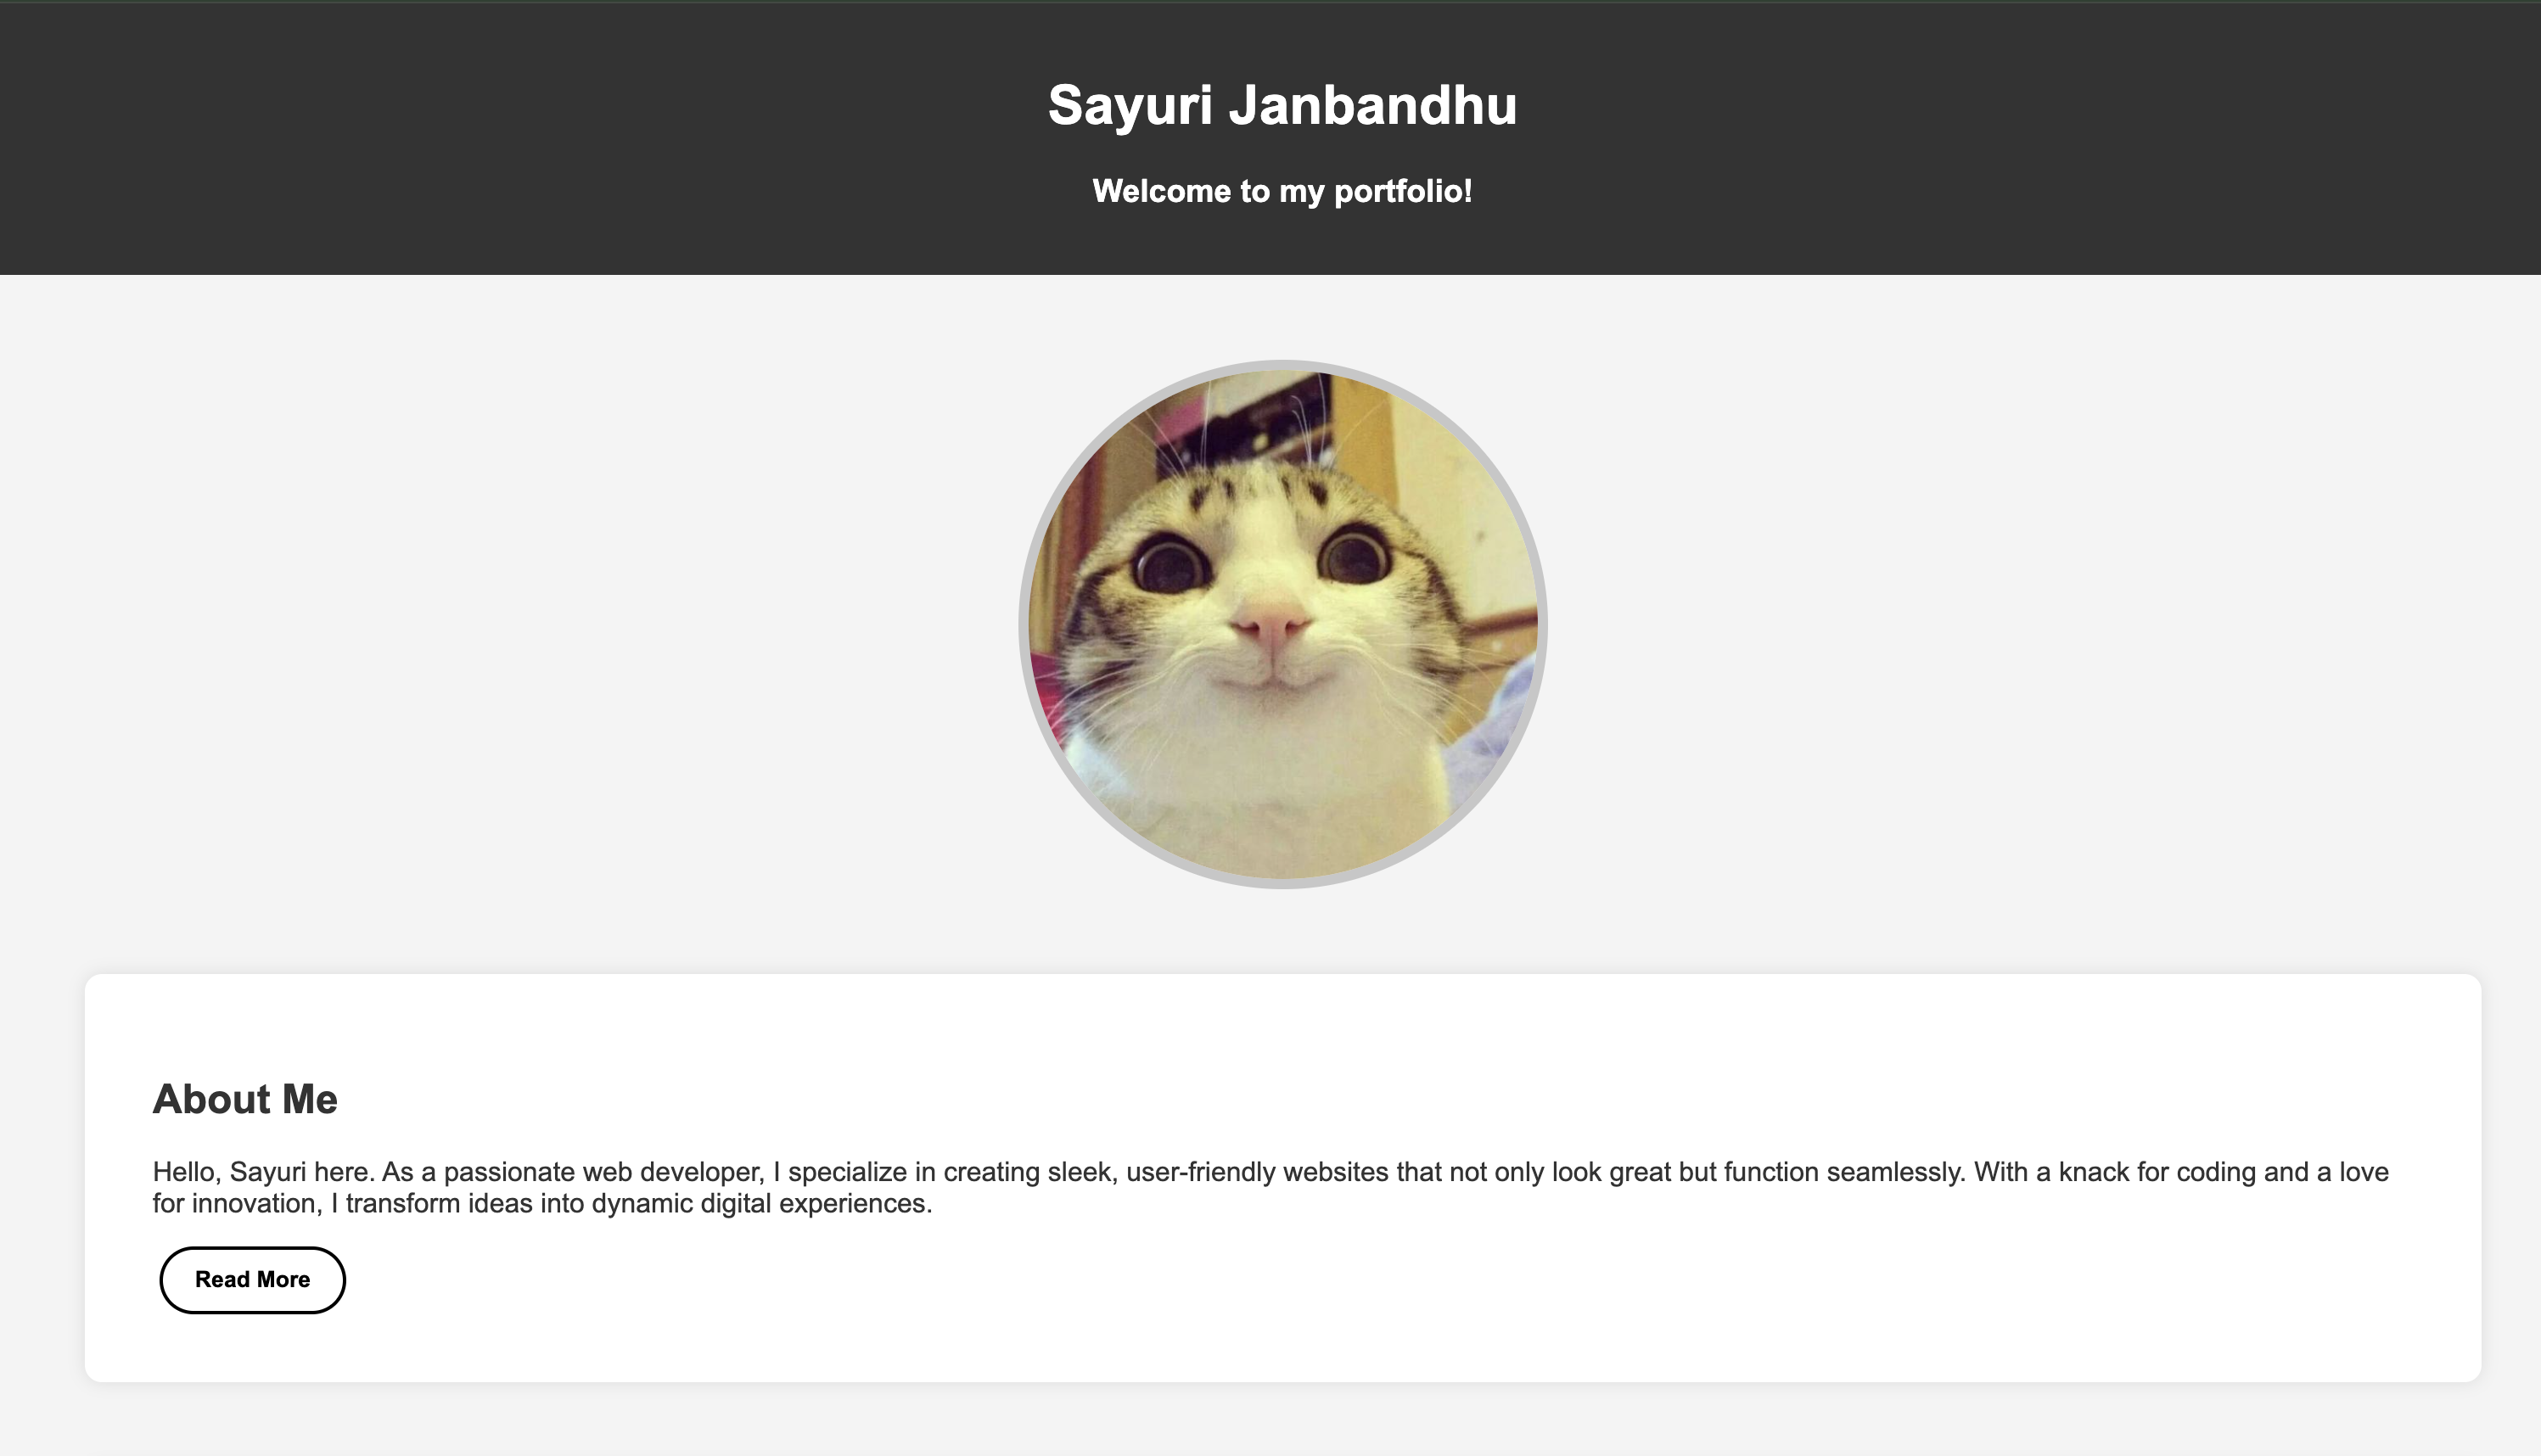 Sayuri Janbandhu
Welcome to my portfolio!
About Me
Hello, Sayuri here. As a passionate web developer, I specialize in creating sleek, user-friendly websites that not only look great but function seamlessly. With a knack for coding and a love
for innovation, I transform ideas into dynamic digital experiences.
Read More